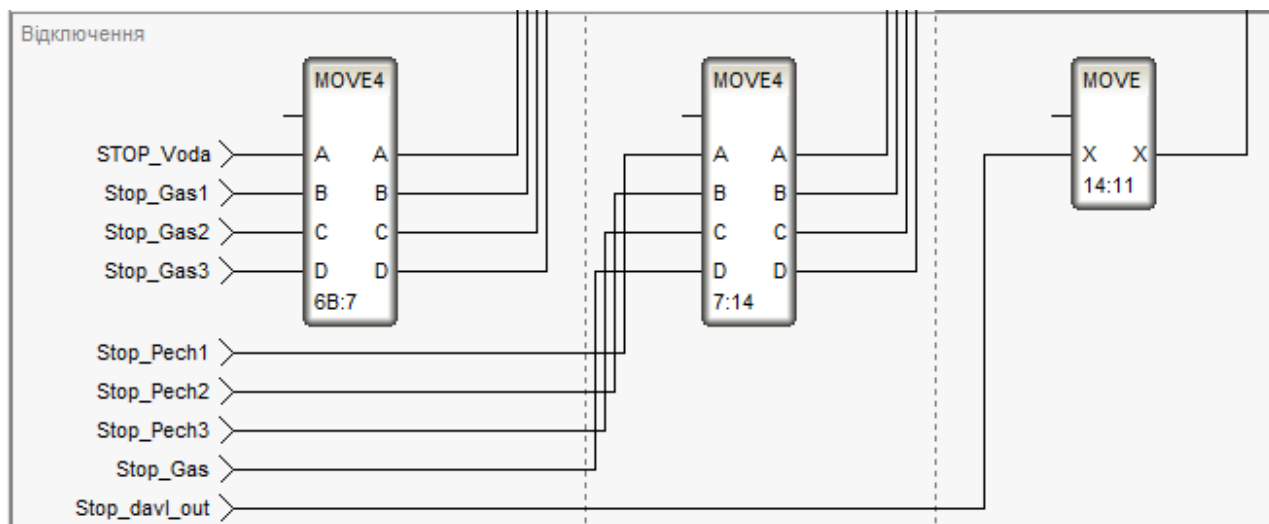 Відключення
MOVE4
MOVE4
MOVE
STOP_Voda
A A
A A
X X
Stop_Gas1
B B
B B
14:11
Stop_Gas2
C C
C C
Stop_Gas3
D D
D D
6B:7
7:14
Stop_Pech1
Stop_Pech2
Stop_Pech3
Stop_Gas
Stop_davl_out